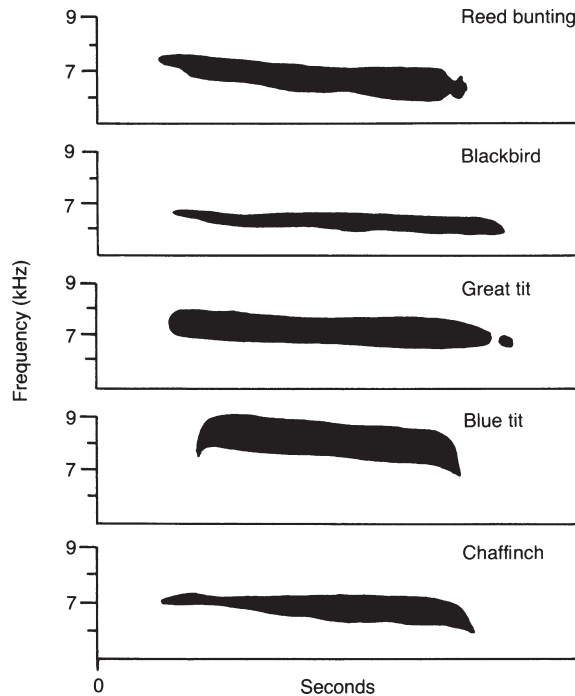 Reed bunting
9
7
Blackbird
9
7
Great tit
9
7
Blue tit
9
7
Chaffinch
9
7
Frequency (kHz)
0
Seconds